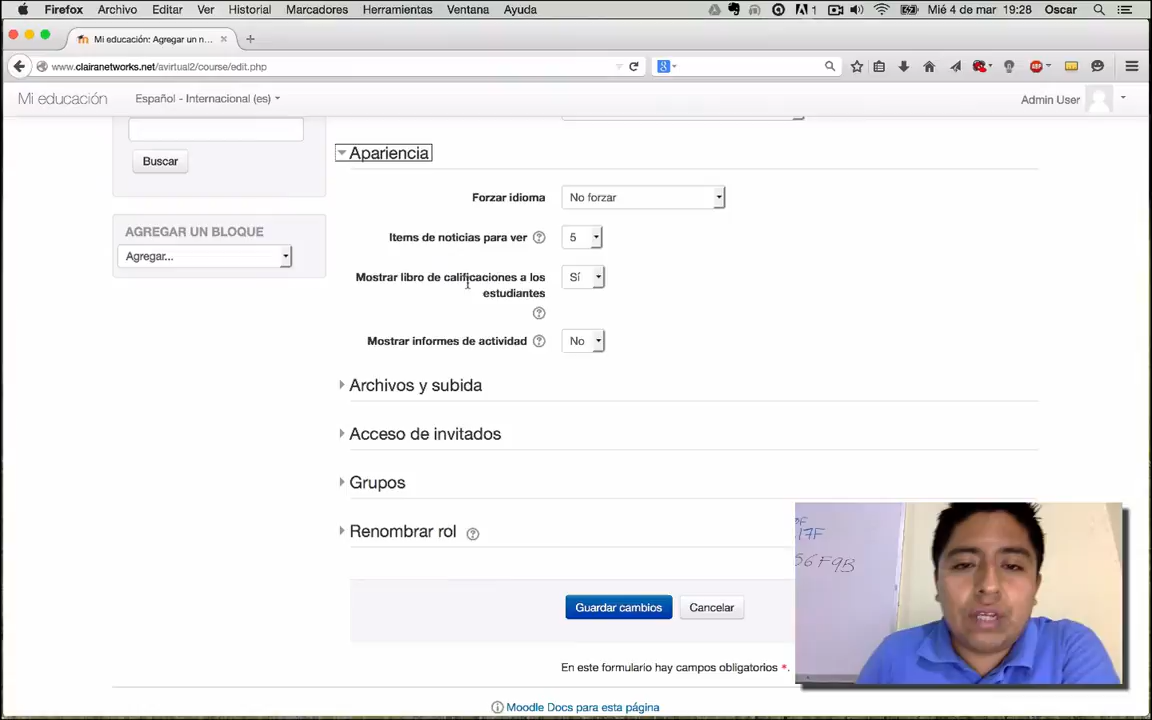 Firefox Archivo Editar Ver Historial Marcadores Herramientas Ventana Ayuda 1 Mié 4 de mar 19:28 Oscar
Mi educación: Agregar un n...
www.clairanetworks.net/avirtual2/course/edit.php
Mi educación Español - Internacional (es) Admin User
Buscar
Apariencia
Forzar idioma No forzar
AGREGAR UN BLOQUE
Items de noticias para ver 5
Agregar...
Mostrar libro de calificaciones a los Sí
estudiantes
Mostrar informes de actividad No
Archivos y subida
Acceso de invitados
Grupos
Renombrar rol
17F
56F9B
Guardar cambios Cancelar
En este formulario hay campos obligatorios *.
Moodle Docs para esta página